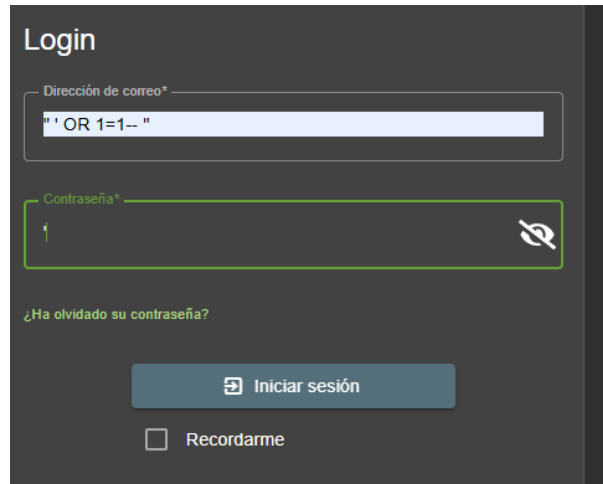 Login
Dirección de correo*
" ' OR 1=1-- "
Contraseña*
'
¿Ha olvidado su contraseña?
Iniciar sesión
Recordarme